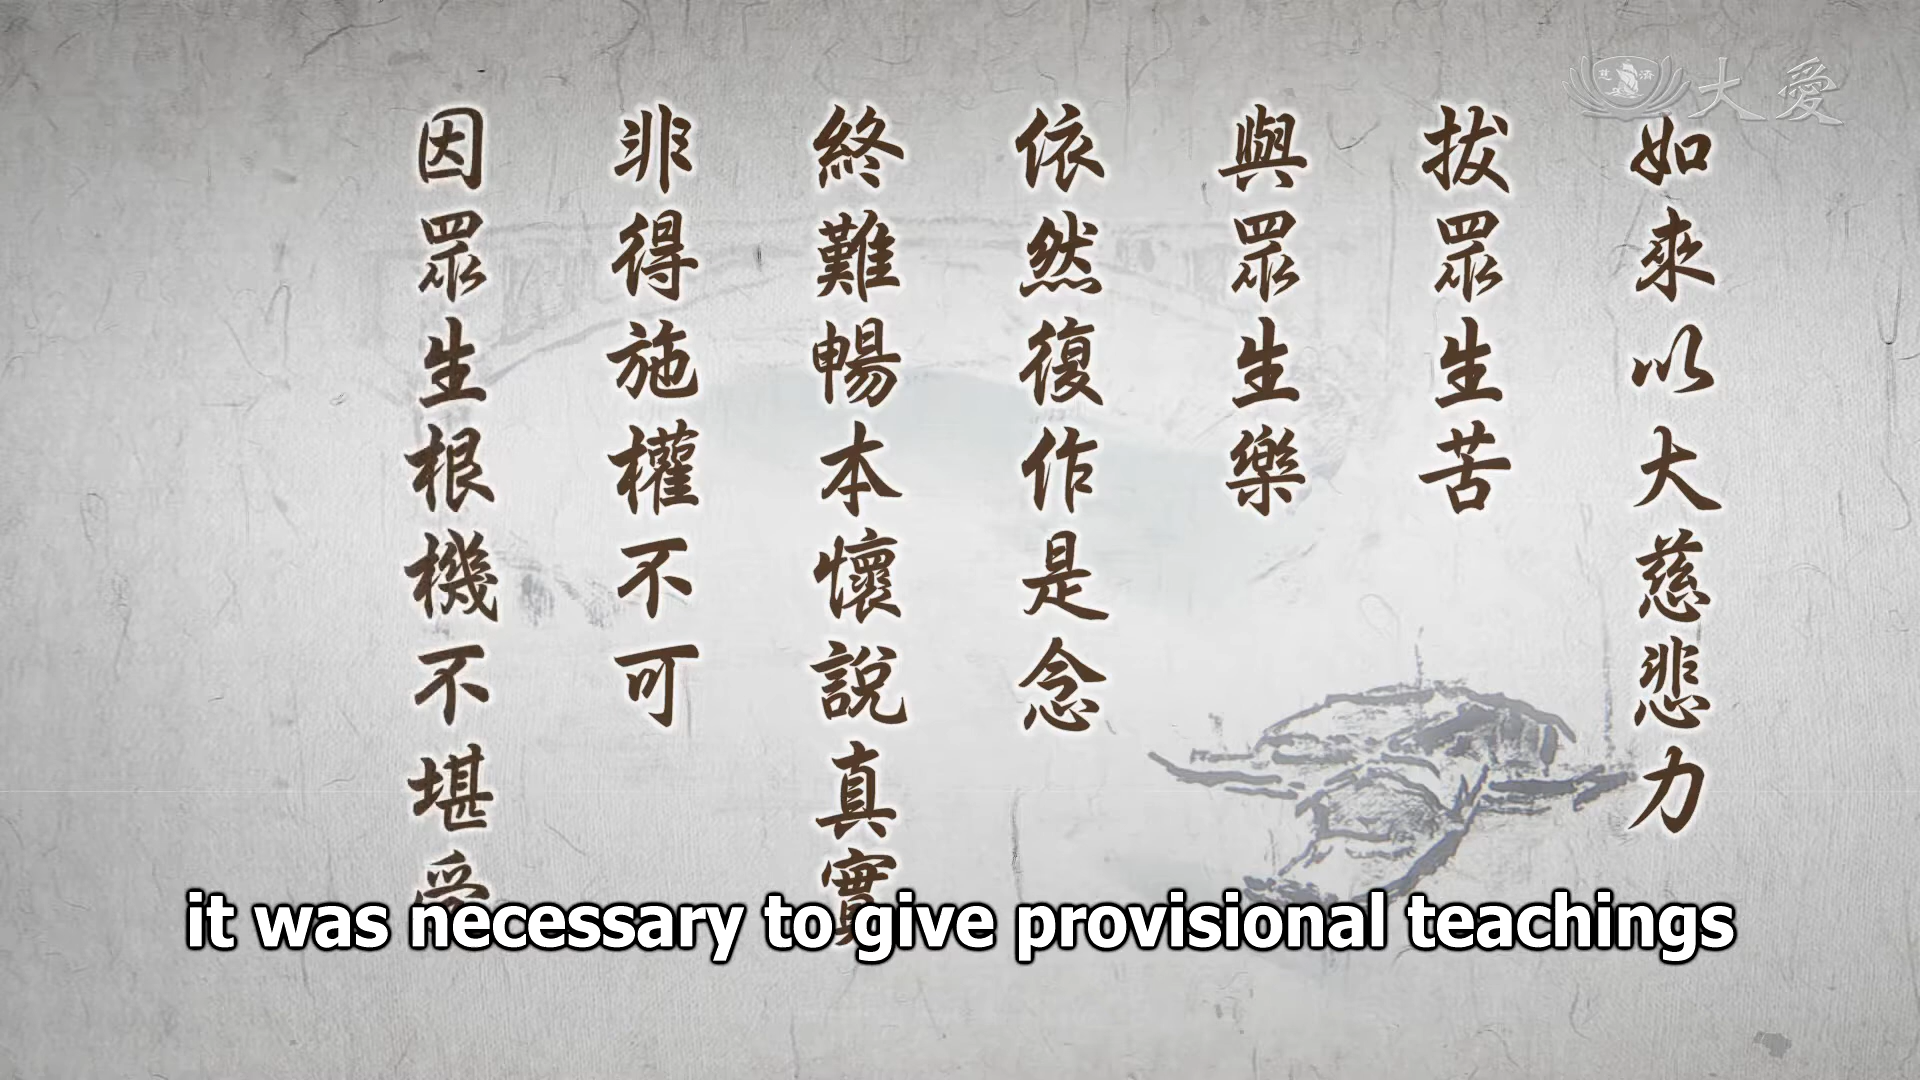 大愛
慈濟
如來以大慈悲力
拔眾生苦
與眾生樂
依然復作是念
終難暢本懷說真實
非得施權不可
因眾生根機不堪受
it was necessary to give provisional teachings